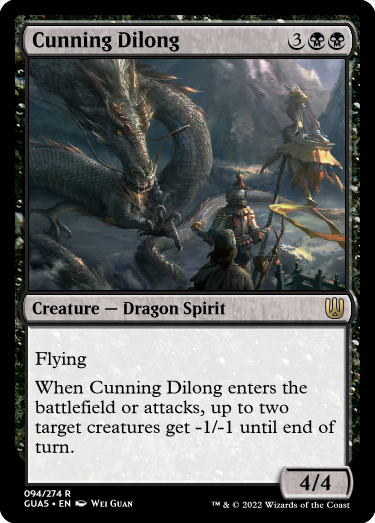 Cunning Dilong 3
Creature — Dragon Spirit
Flying
When Cunning Dilong enters the
battlefield or attacks, up to two
target creatures get -1/-1 until end of
turn.
4/4
094/274 R
GUA5 • EN Wei Guan
™ & © 2022 Wizards of the Coast